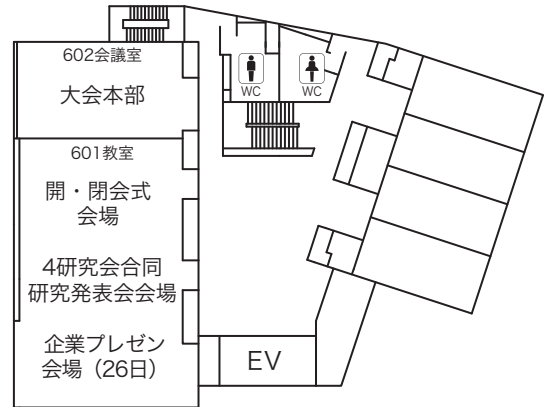 602会議室
大会本部
WC
WC
601教室
開・閉会式
会場
4研究会合同
研究発表会会場
企業プレゼン
会場（26日）
EV